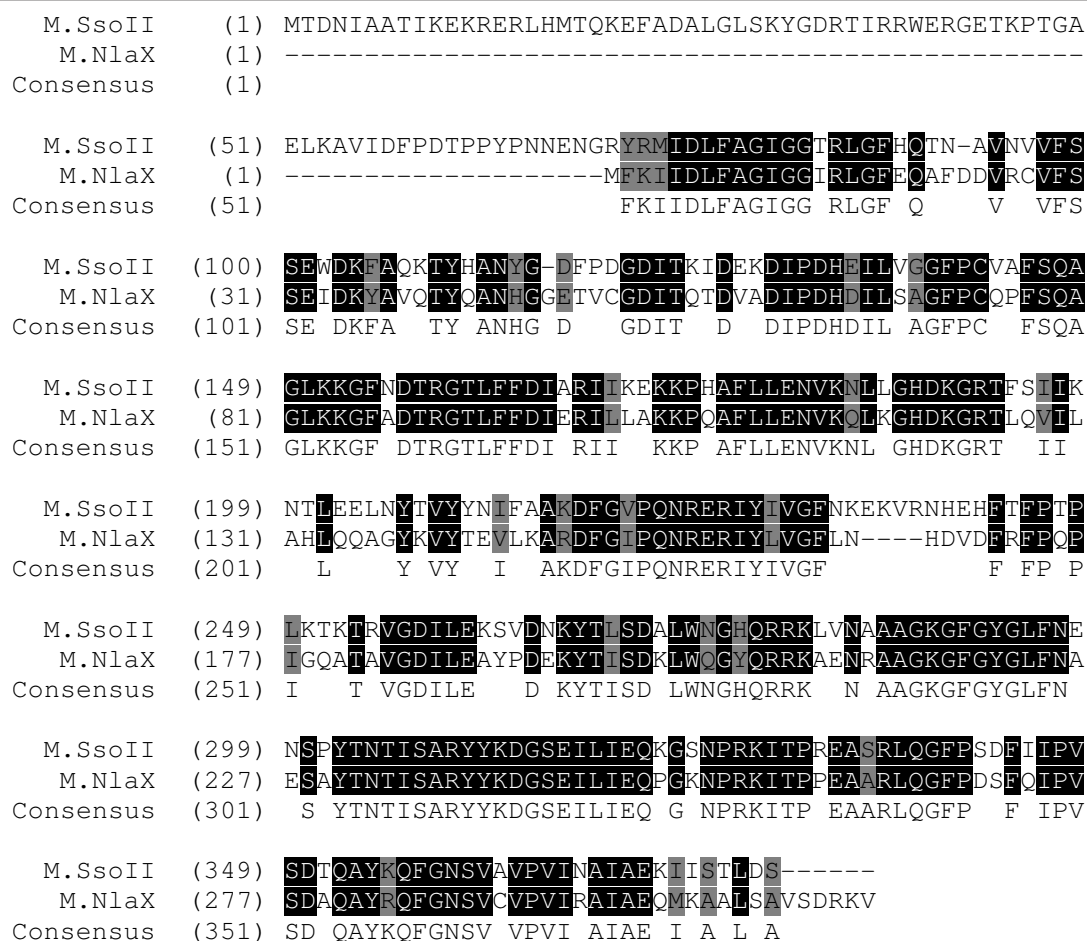 M.SsoII (1) MTDNIAATIKEKRERLHMTQKEFADALGLSKYGDRTIRRWERGETKPTGA
M.NlaX (1) --------------------------------------------------
Consensus (1)
M.SsoII (51) ELKAVIDFPDTPPYPNNENGRYRMIDLFAGIGGTRLGFHQTN-AVNVVFS
M.NlaX (1) --------------------MFKIIDLFAGIGGIRLGFEQAFDDVRCVFS
Consensus (51) FKIIDLFAGIGG RLGF Q V VFS
M.SsoII (100) SEWDKFAQKTYHANYG-DFPDGDITKIDEKDIPDHEILVGGFPCVAFSQA
M.NlaX (31) SEIDKYAVQTYQANHGGETVCGDITQTDVADIPDHDILSAGFPCQPFSQA
Consensus (101) SE DKFA TY ANHG D GDIT D DIPDHDIL AGFPC FSQA
M.SsoII (149) GLKKGFNDTRGTLFFDIARIIKEKKPHAFLLENVKNLLGHDKGRTFSIIK
M.NlaX (81) GLKKGFADTRGTLFFDIERILLAKKPQAFLLENVKQLKGHDKGRTLQVIL
Consensus (151) GLKKGF DTRGTLFFDI RII KKP AFLLENVKNL GHDKGRT II
M.SsoII (199) NTLEELNYTVYYNIFAAKDFGVPQNRERIYIVGFNKEKVRNHEHFTFPTP
M.NlaX (131) AHLQQAGYKVYTEVLKARDFGIPQNRERIYLVGFLN----HDVDFRFPQP
Consensus (201) L Y VY I AKDFGIPQNRERIYIVGF F FP P
M.SsoII (249) LKTKTRVGDILEKSVDNKYTLSDALWNGHQRRKLVNAAAGKGFGYGLFNE
M.NlaX (177) IGQATAVGDILEAYPDEKYTISDKLWQGYQRRKAENRAAGKGFGYGLFNA
Consensus (251) I T VGDILE D KYTISD LWNGHQRRK N AAGKGFGYGLFN
M.SsoII (299) NSPYTNTISARYYKDGSEILIEQKGSNPRKITPREASRLQGFPSDFIIPV
M.NlaX (227) ESAYTNTISARYYKDGSEILIEQPGKNPRKITPPEAARLQGFPDSFQIPV
Consensus (301) S YTNTISARYYKDGSEILIEQ G NPRKITP EAARLQGFP F IPV
M.SsoII (349) SDTQAYKQFGNSVAVPVINAIAEKIISTLDS------
M.NlaX (277) SDAQAYRQFGNSVCVPVIRAIAEQMKAALSAVSDRKV
Consensus (351) SD QAYKQFGNSV VPVI AIAE I A L A